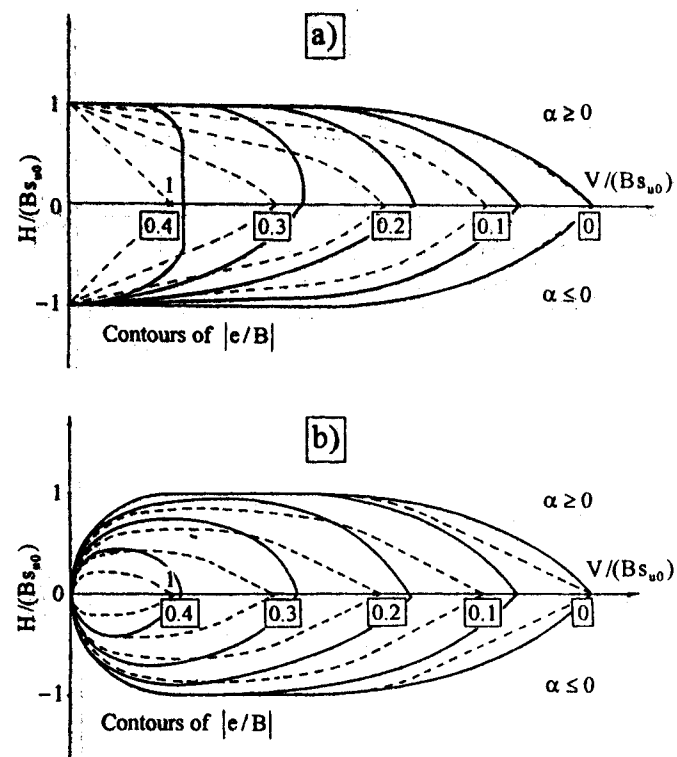 a)
1
α ≥ 0
H/(Bs_u0)
1
V/(Bs_u0)
0
0.4
0.3
0.2
0.1
0
-1
α ≤ 0
Contours of |e/B|
b)
1
α ≥ 0
H/(Bs_u0)
1
V/(Bs_u0)
0
0.4
0.3
0.2
0.1
0
-1
α ≤ 0
Contours of |e/B|